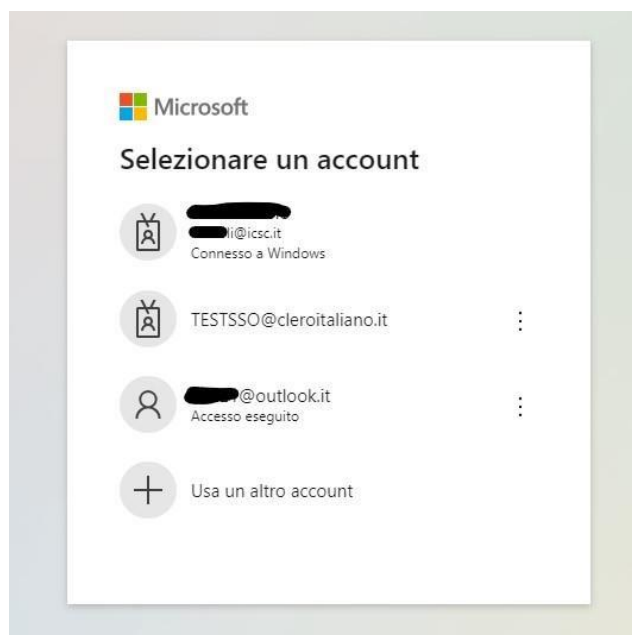 Microsoft
Selezionare un account
li@icsc.it
Connesso a Windows
TESTSSO@cleroitaliano.it
@outlook.it
Accesso eseguito
Usa un altro account